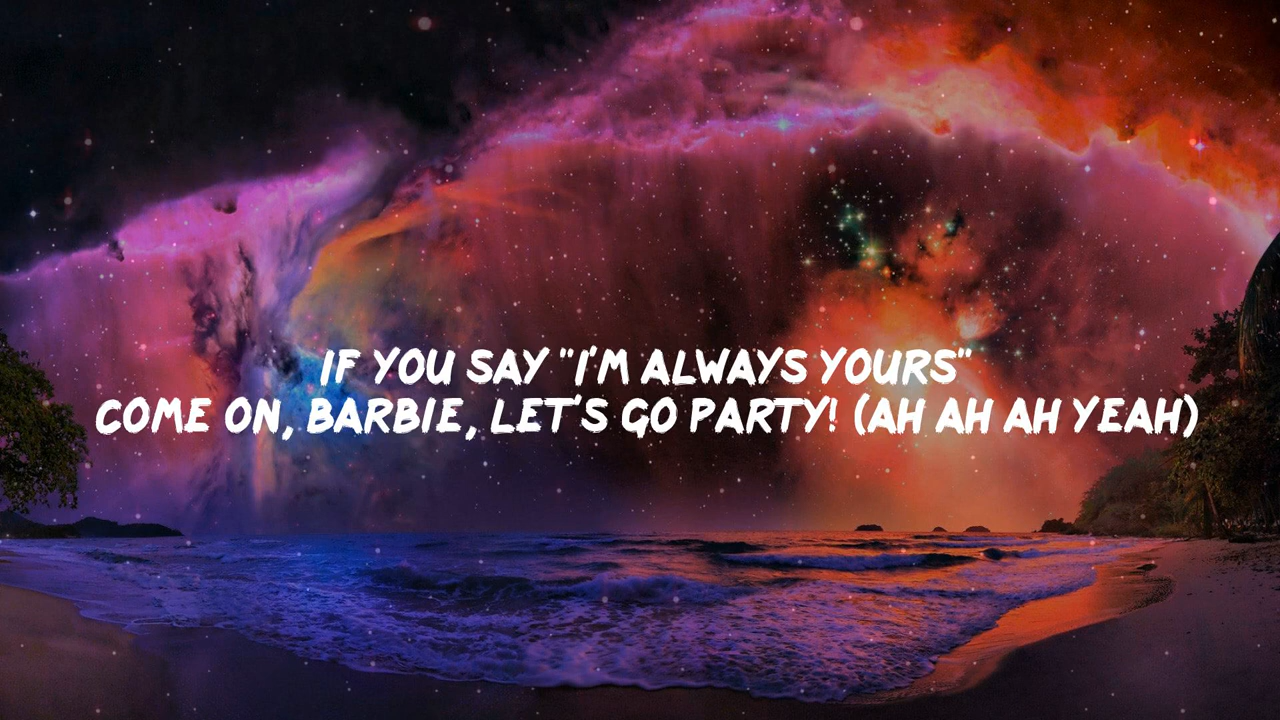 IF YOU SAY "I'M ALWAYS YOURS"
COME ON, BARBIE, LET'S GO PARTY! (AH AH AH YEAH)